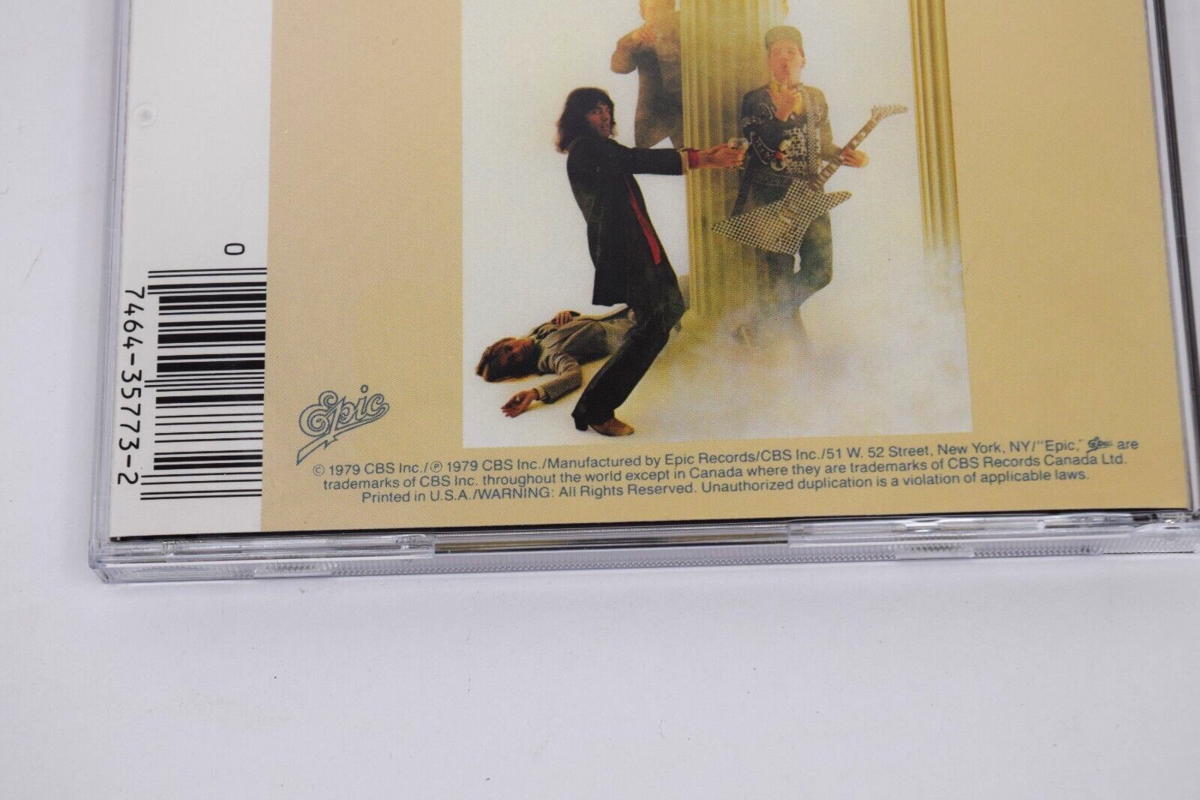 0
7464-35773-2
Epic
© 1979 CBS Inc./℗ 1979 CBS Inc./Manufactured by Epic Records/CBS Inc./51 W. 52 Street, New York, NY/"Epic," Epic are
trademarks of CBS Inc. throughout the world except in Canada where they are trademarks of CBS Records Canada Ltd.
Printed in U.S.A./WARNING: All Rights Reserved. Unauthorized duplication is a violation of applicable laws.